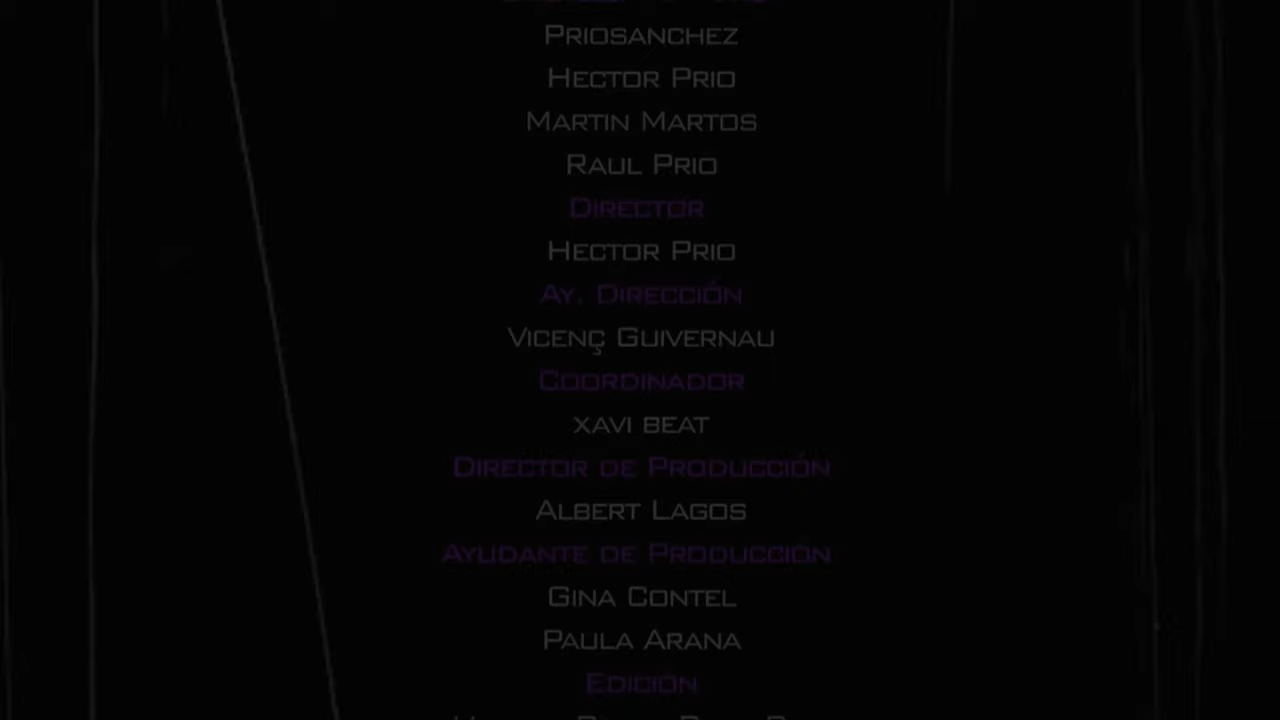 Priosanchez
Hector Prio
Martin Martos
Raul Prio
Director
Hector Prio
Ay. Dirección
Vicenç Guivernau
Coordinador
xavi beat
Director de Producción
Albert Lagos
Ayudante de Producción
Gina Contel
Paula Arana
Edición